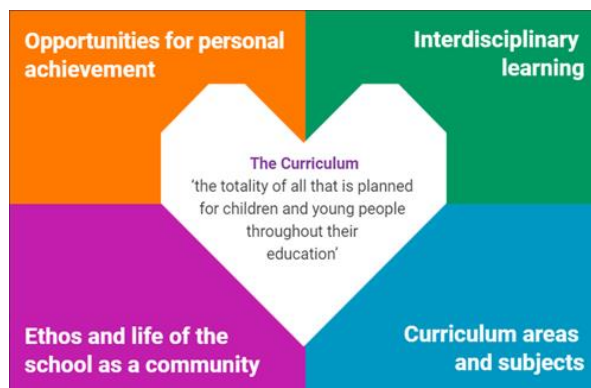 Opportunities for personal
achievement
Interdisciplinary
learning
The Curriculum
‘the totality of all that is planned
for children and young people
throughout their
education’
Ethos and life of the
school as a community
Curriculum areas
and subjects